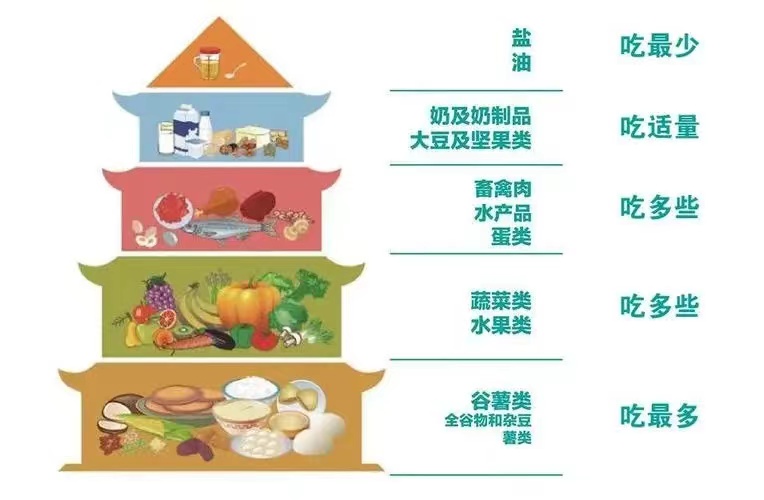 盐
油
吃最少
奶及奶制品
大豆及坚果类
吃适量
畜禽肉
水产品
蛋类
吃多些
蔬菜类
水果类
吃多些
谷薯类
全谷物和杂豆
薯类
吃最多